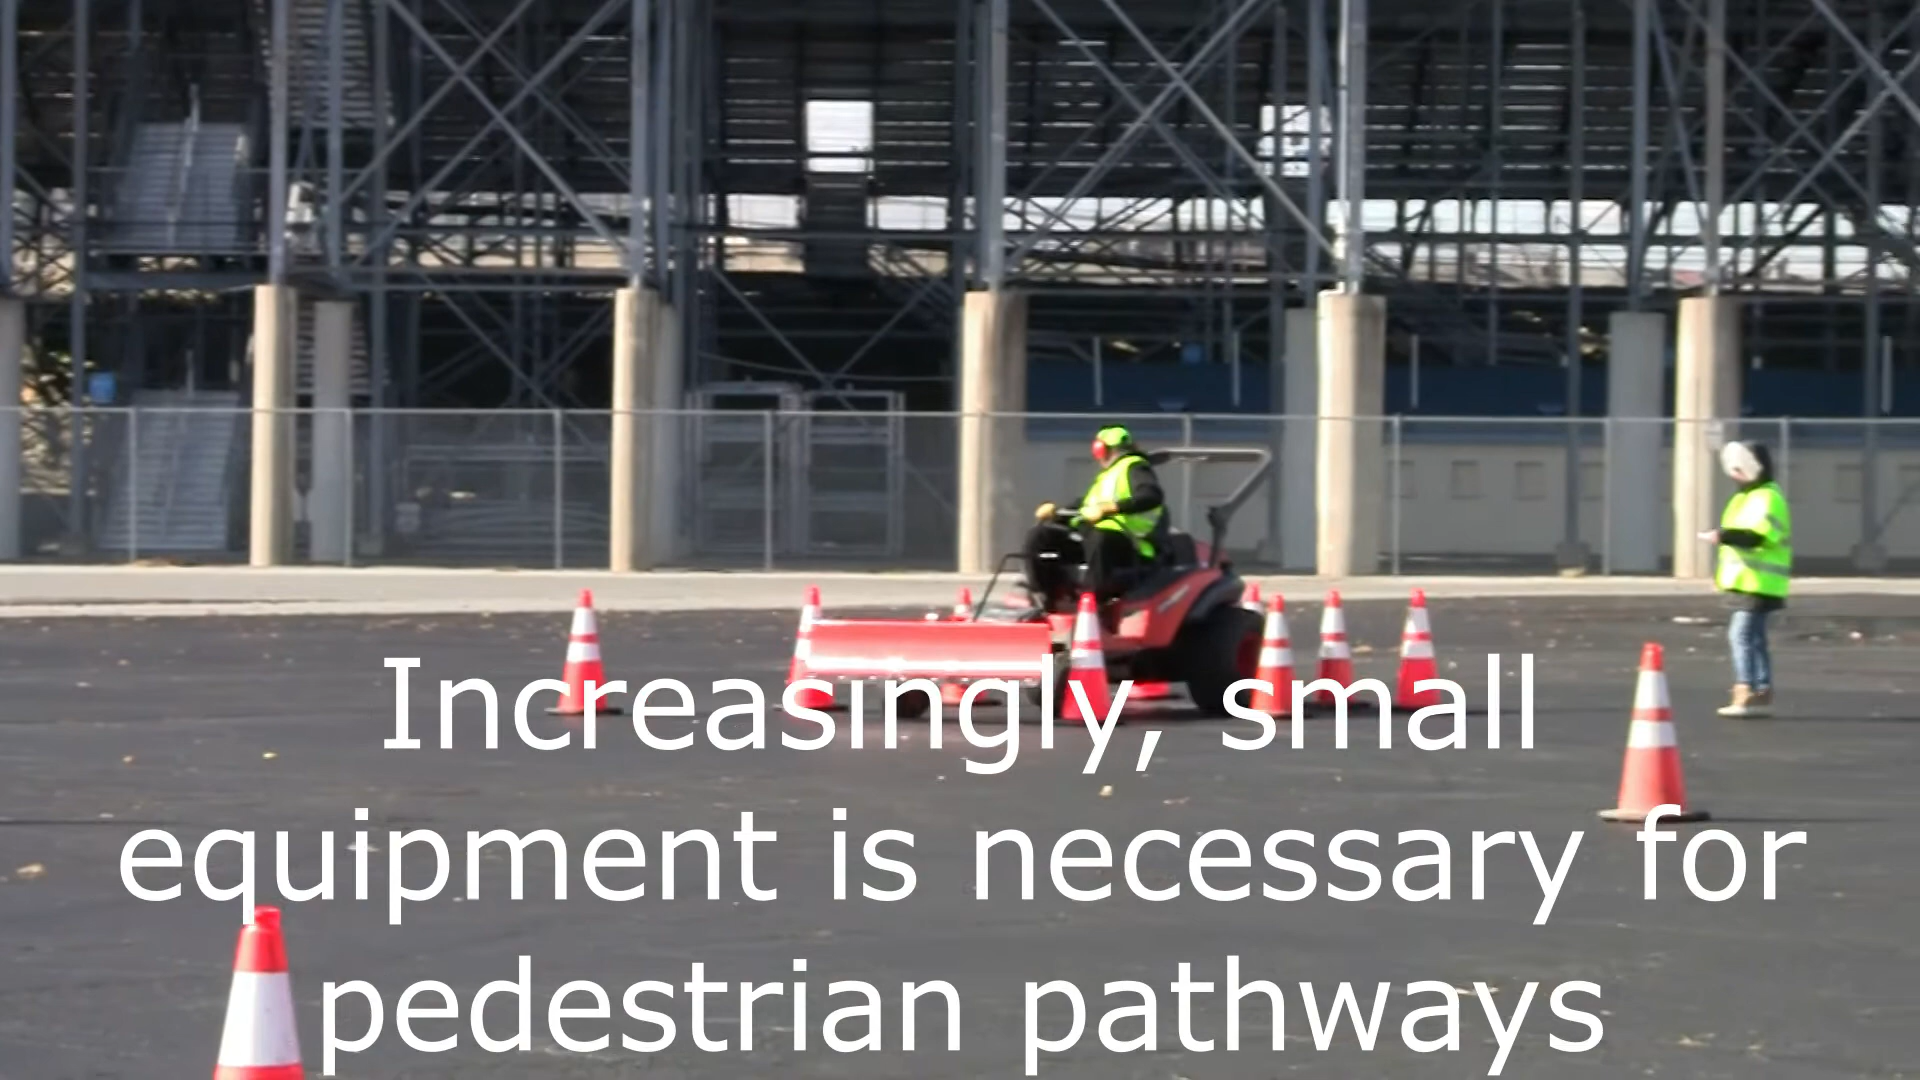 Increasingly, small
equipment is necessary for
pedestrian pathways